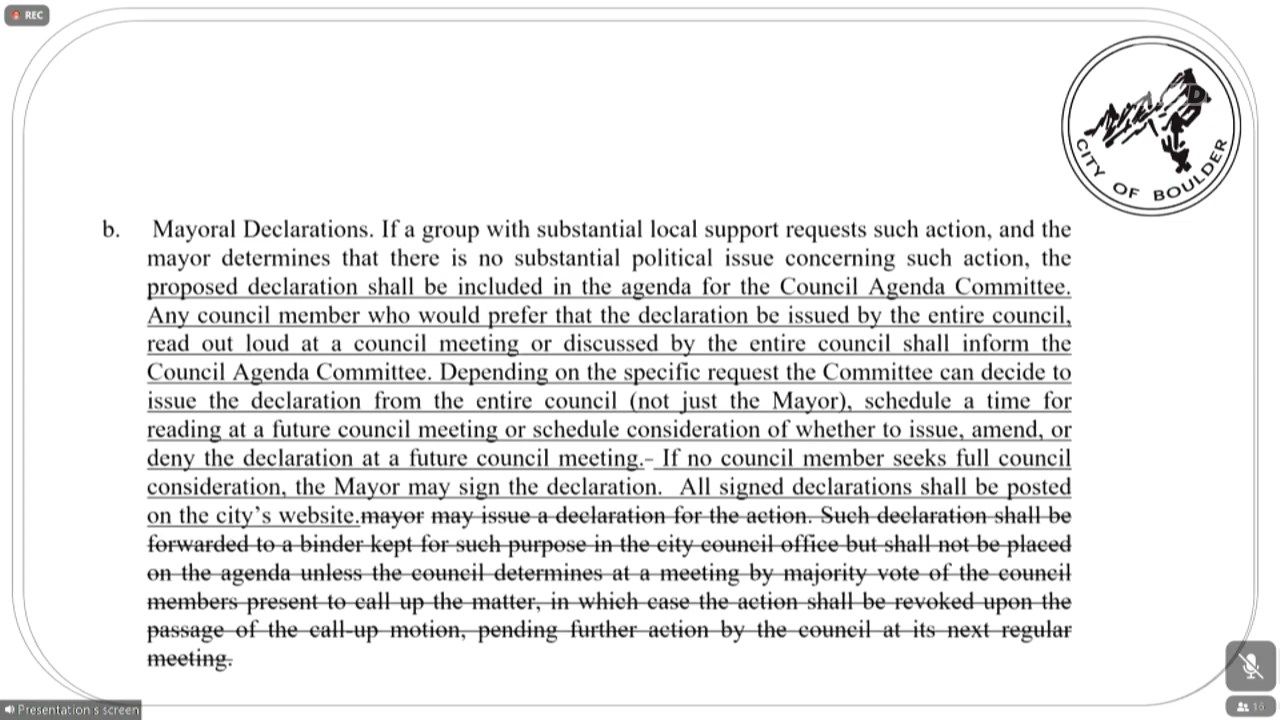 REC
CITY OF BOULDER
b. Mayoral Declarations. If a group with substantial local support requests such action, and the
mayor determines that there is no substantial political issue concerning such action, the
proposed declaration shall be included in the agenda for the Council Agenda Committee.
Any council member who would prefer that the declaration be issued by the entire council,
read out loud at a council meeting or discussed by the entire council shall inform the
Council Agenda Committee. Depending on the specific request the Committee can decide to
issue the declaration from the entire council (not just the Mayor), schedule a time for
reading at a future council meeting or schedule consideration of whether to issue, amend, or
deny the declaration at a future council meeting.- If no council member seeks full council
consideration, the Mayor may sign the declaration. All signed declarations shall be posted
on the city's website.mayor may issue a declaration for the action. Such declaration shall be
forwarded to a binder kept for such purpose in the city council office but shall not be placed
on the agenda unless the council determines at a meeting by majority vote of the council
members present to call up the matter, in which case the action shall be revoked upon the
passage of the call-up motion, pending further action by the council at its next regular
meeting.
Presentation s screen
16